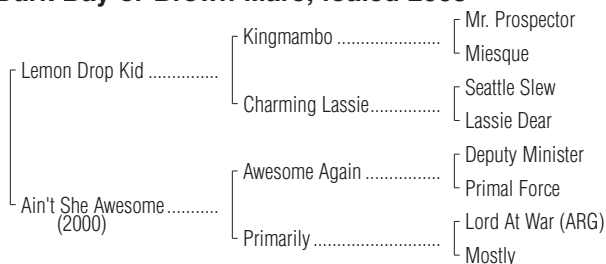 Dark Bay or Brown Mare; foaled
Mr. Prospector
Kingmambo ......................
Miesque
Lemon Drop Kid ...............
Seattle Slew
Charming Lassie...............
Lassie Dear
Deputy Minister
Awesome Again ................
Primal Force
Ain't She Awesome ...........
(2000)
Lord At War (ARG)
Primarily ...........................
Mostly